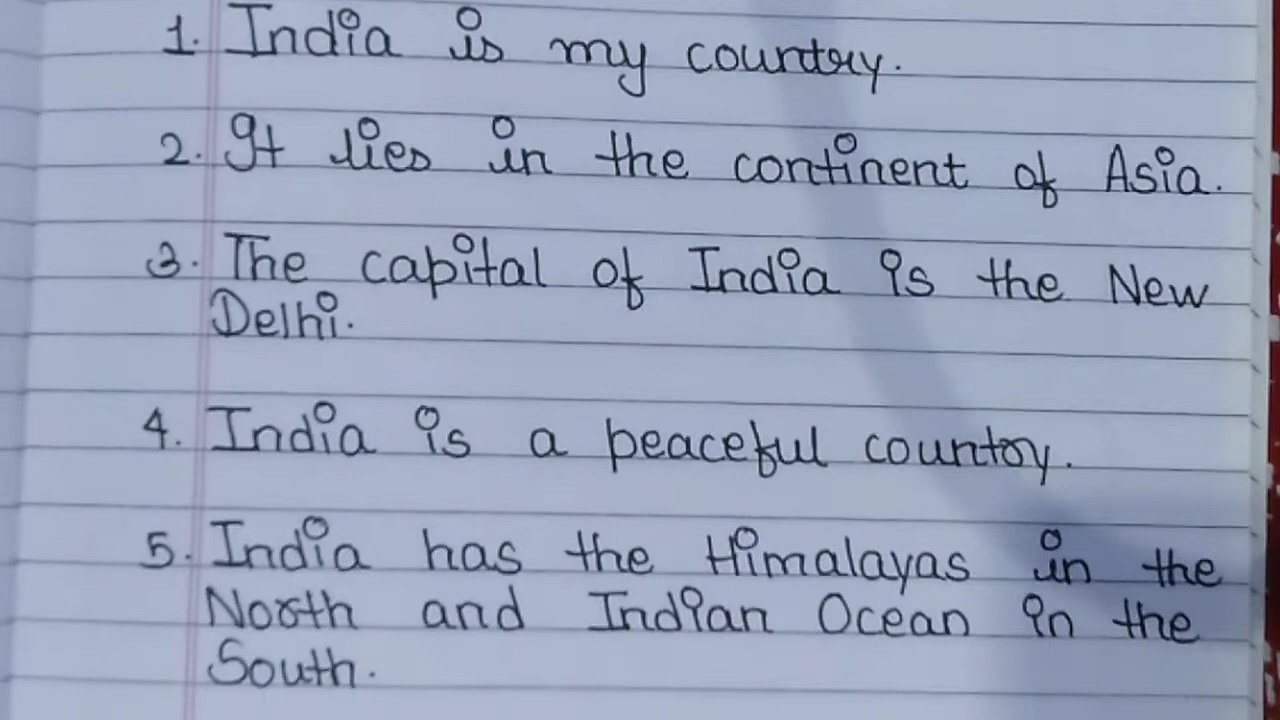 1. India is my country.
2. It lies in the continent of Asia.
3. The capital of India is the New
Delhi.
4. India is a peaceful country.
5. India has the Himalayas in the
North and Indian Ocean in the
South.